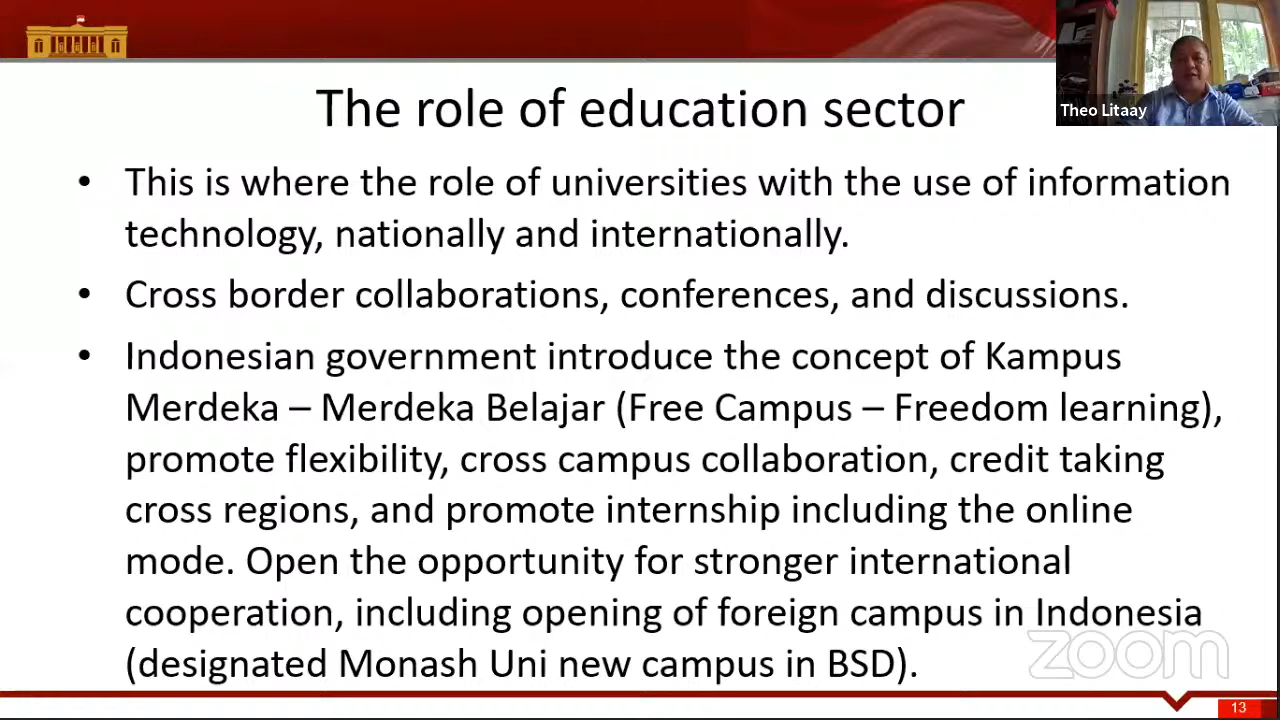 The role of education sector
Theo Litaay
• This is where the role of universities with the use of information
technology, nationally and internationally.
• Cross border collaborations, conferences, and discussions.
• Indonesian government introduce the concept of Kampus
Merdeka – Merdeka Belajar (Free Campus – Freedom learning),
promote flexibility, cross campus collaboration, credit taking
cross regions, and promote internship including the online
mode. Open the opportunity for stronger international
cooperation, including opening of foreign campus in Indonesia
(designated Monash Uni new campus in BSD).
zoom
13